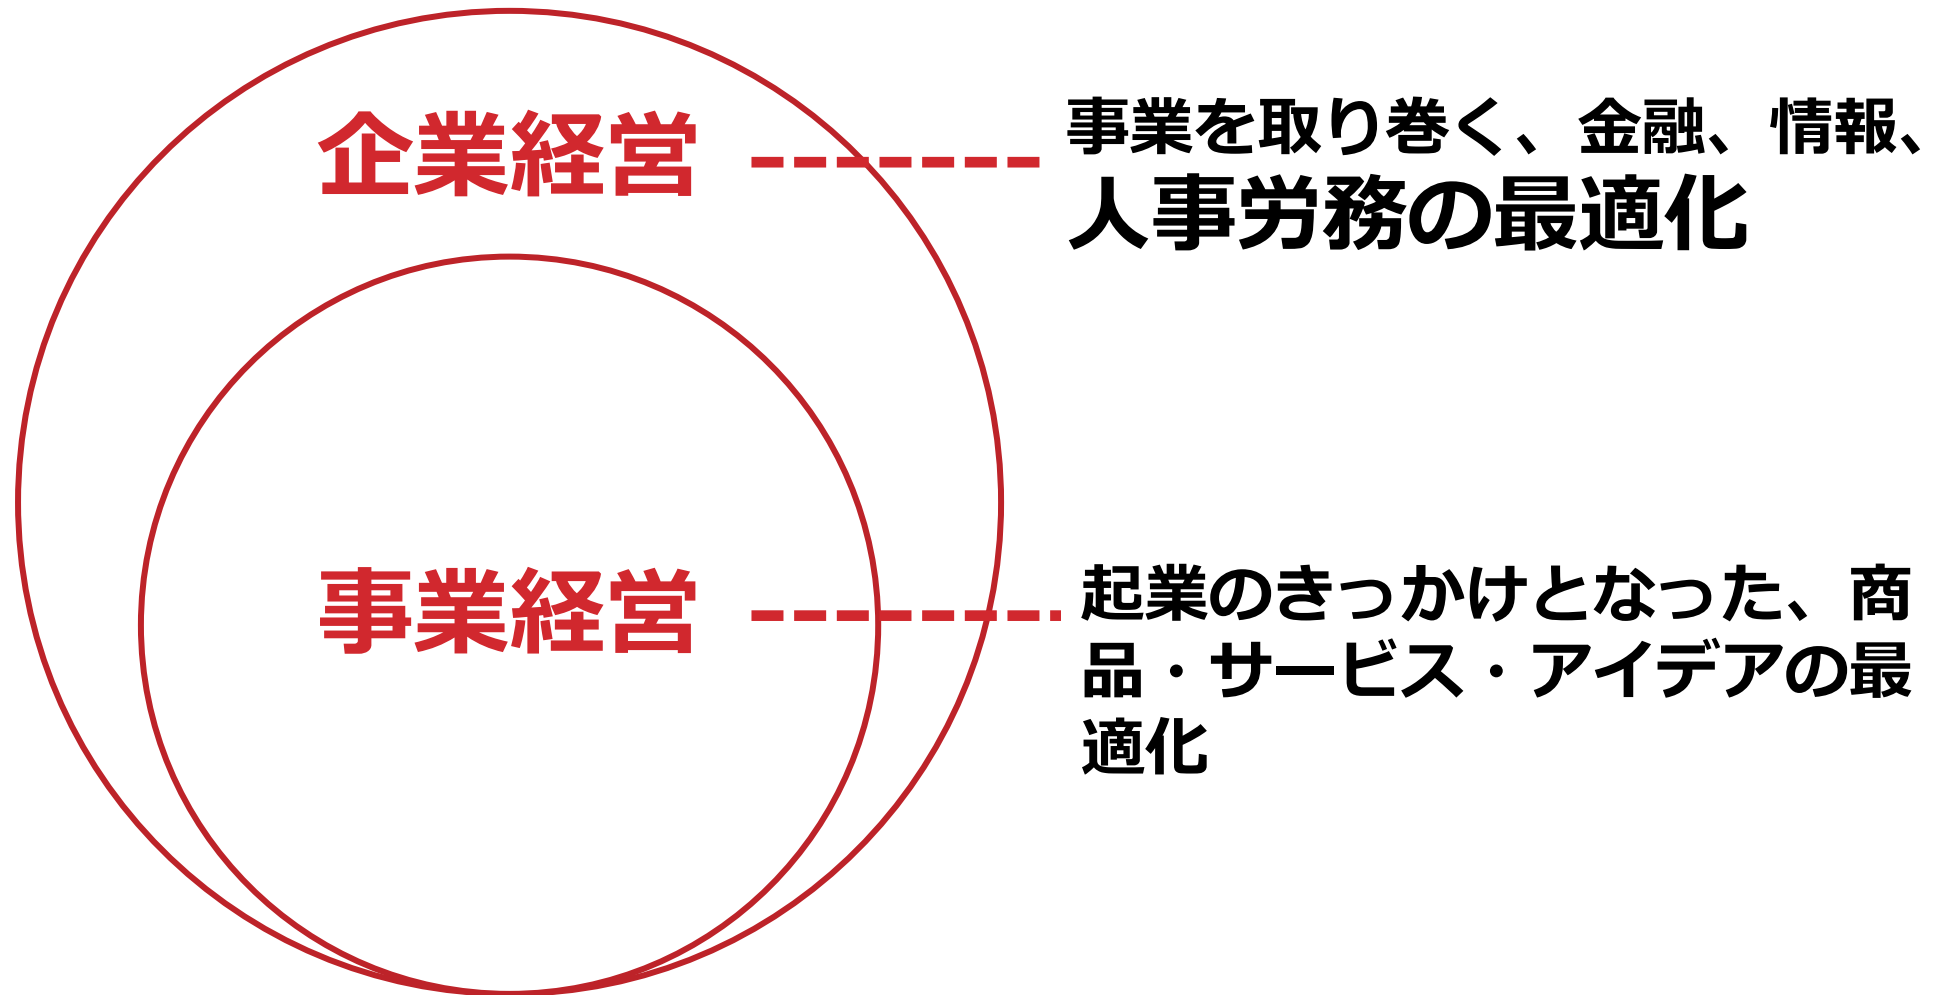 企業経営
事業を取り巻く、金融、情報、
人事労務の最適化
事業経営
起業のきっかけとなった、商
品・サービス・アイデアの最
適化